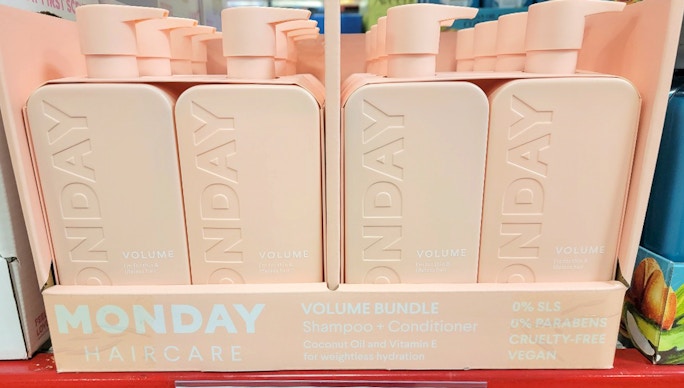 MONDAY
VOLUME
MONDAY
VOLUME
MONDAY
VOLUME
MONDAY
VOLUME
MONDAY
HAIRCARE
VOLUME BUNDLE
Shampoo + Conditioner
Coconut Oil and Vitamin E
for weightless hydration
0% SLS
0% PARABENS
CRUELTY-FREE
VEGAN